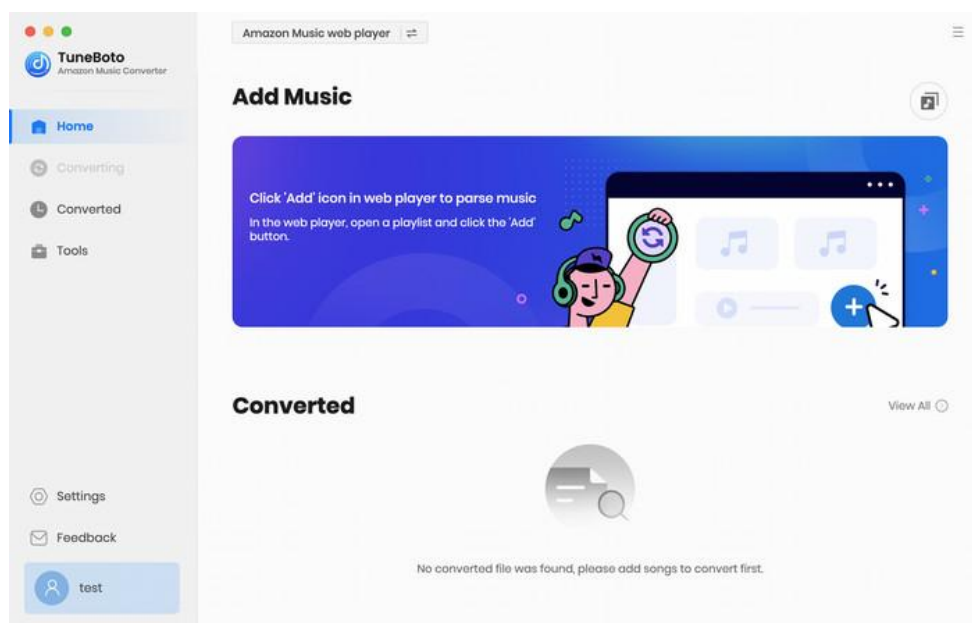 Amazon Music web player
TuneBoto
Amazon Music Converter
Add Music
Home
Converting
Converted
Tools
Click 'Add' icon in web player to parse music
In the web player, open a playlist and click the 'Add'
button.
Converted
View All
No converted file was found, please add songs to convert first.
Settings
Feedback
test